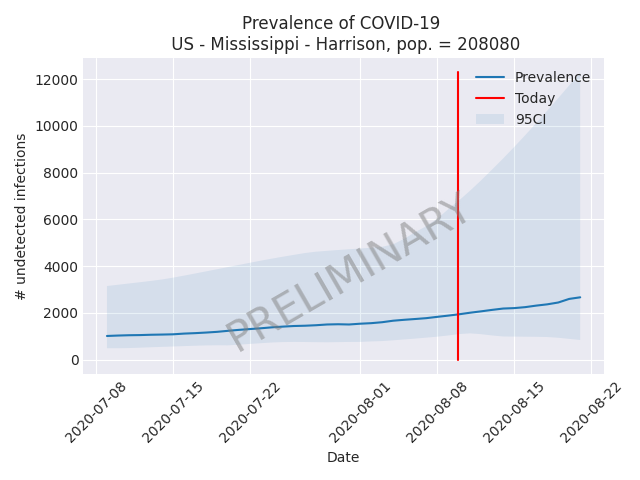 Prevalence of COVID-19
US - Mississippi - Harrison, pop. = 208080
12000
10000
8000
6000
4000
2000
0
# undetected infections
Prevalence
Today
95CI
PRELIMINARY
2020-07-08
2020-07-15
2020-07-22
2020-08-01
2020-08-08
2020-08-15
2020-08-22
Date